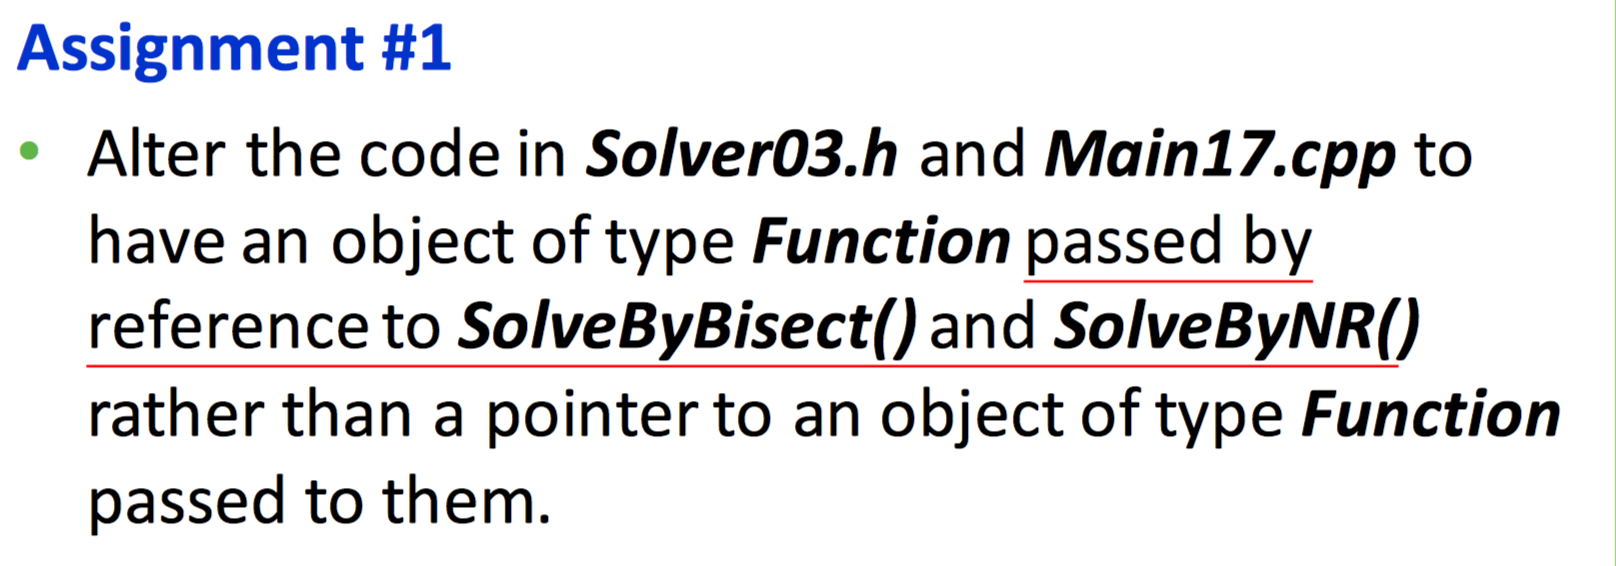 Assignment #1
• Alter the code in Solver03.h and Main17.cpp to
have an object of type Function passed by
reference to SolveByBisect() and SolveByNR()
rather than a pointer to an object of type Function
passed to them.